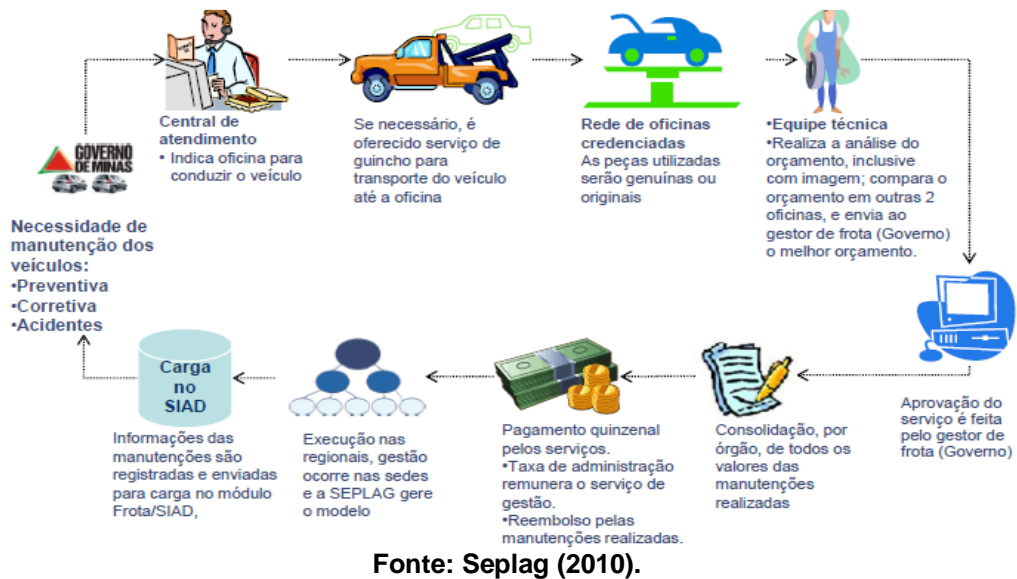 GOVERNO
DE MINAS
Necessidade de
manutenção dos
veículos:
•Preventiva
•Corretiva
•Acidentes
Central de
atendimento
• Indica oficina para
conduzir o veículo
Se necessário, é
oferecido serviço de
guincho para
transporte do veículo
até a oficina
Rede de oficinas
credenciadas
As peças utilizadas
serão genuínas ou
originais
•Equipe técnica
•Realiza a análise do
orçamento, inclusive
com imagem; compara o
orçamento em outras 2
oficinas, e envia ao
gestor de frota (Governo)
o melhor orçamento.
Aprovação do
serviço é feita
pelo gestor de
frota (Governo)
Consolidação, por
órgão, de todos os
valores das
manutenções
realizadas
Pagamento quinzenal
pelos serviços.
•Taxa de administração
remunera o serviço de
gestão.
•Reembolso pelas
manutenções realizadas.
Execução nas
regionais, gestão
ocorre nas sedes
e a SEPLAG gere
o modelo
Carga
no
SIAD
Informações das
manutenções são
registradas e enviadas
para carga no módulo
Frota/SIAD,
Fonte: Seplag (2010).